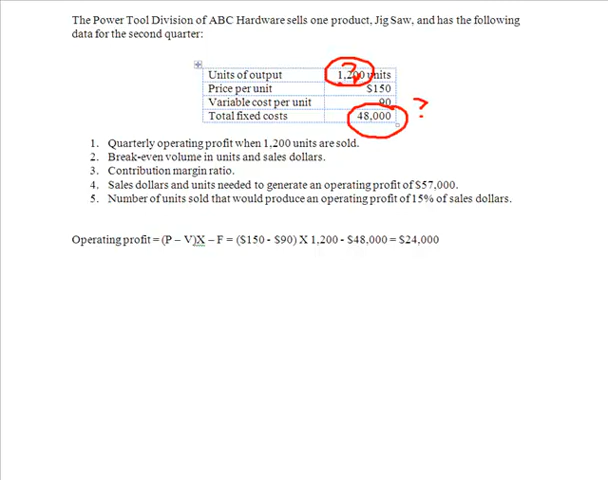 The Power Tool Division of ABC Hardware sells one product, Jig Saw, and has the following
data for the second quarter:
Units of output 1,200 units
Price per unit $150
Variable cost per unit 90
Total fixed costs 48,000
? ?
1. Quarterly operating profit when 1,200 units are sold.
2. Break-even volume in units and sales dollars.
3. Contribution margin ratio.
4. Sales dollars and units needed to generate an operating profit of $57,000.
5. Number of units sold that would produce an operating profit of 15% of sales dollars.
Operating profit = (P – V)X – F = ($150 - $90) X 1,200 - $48,000 = $24,000